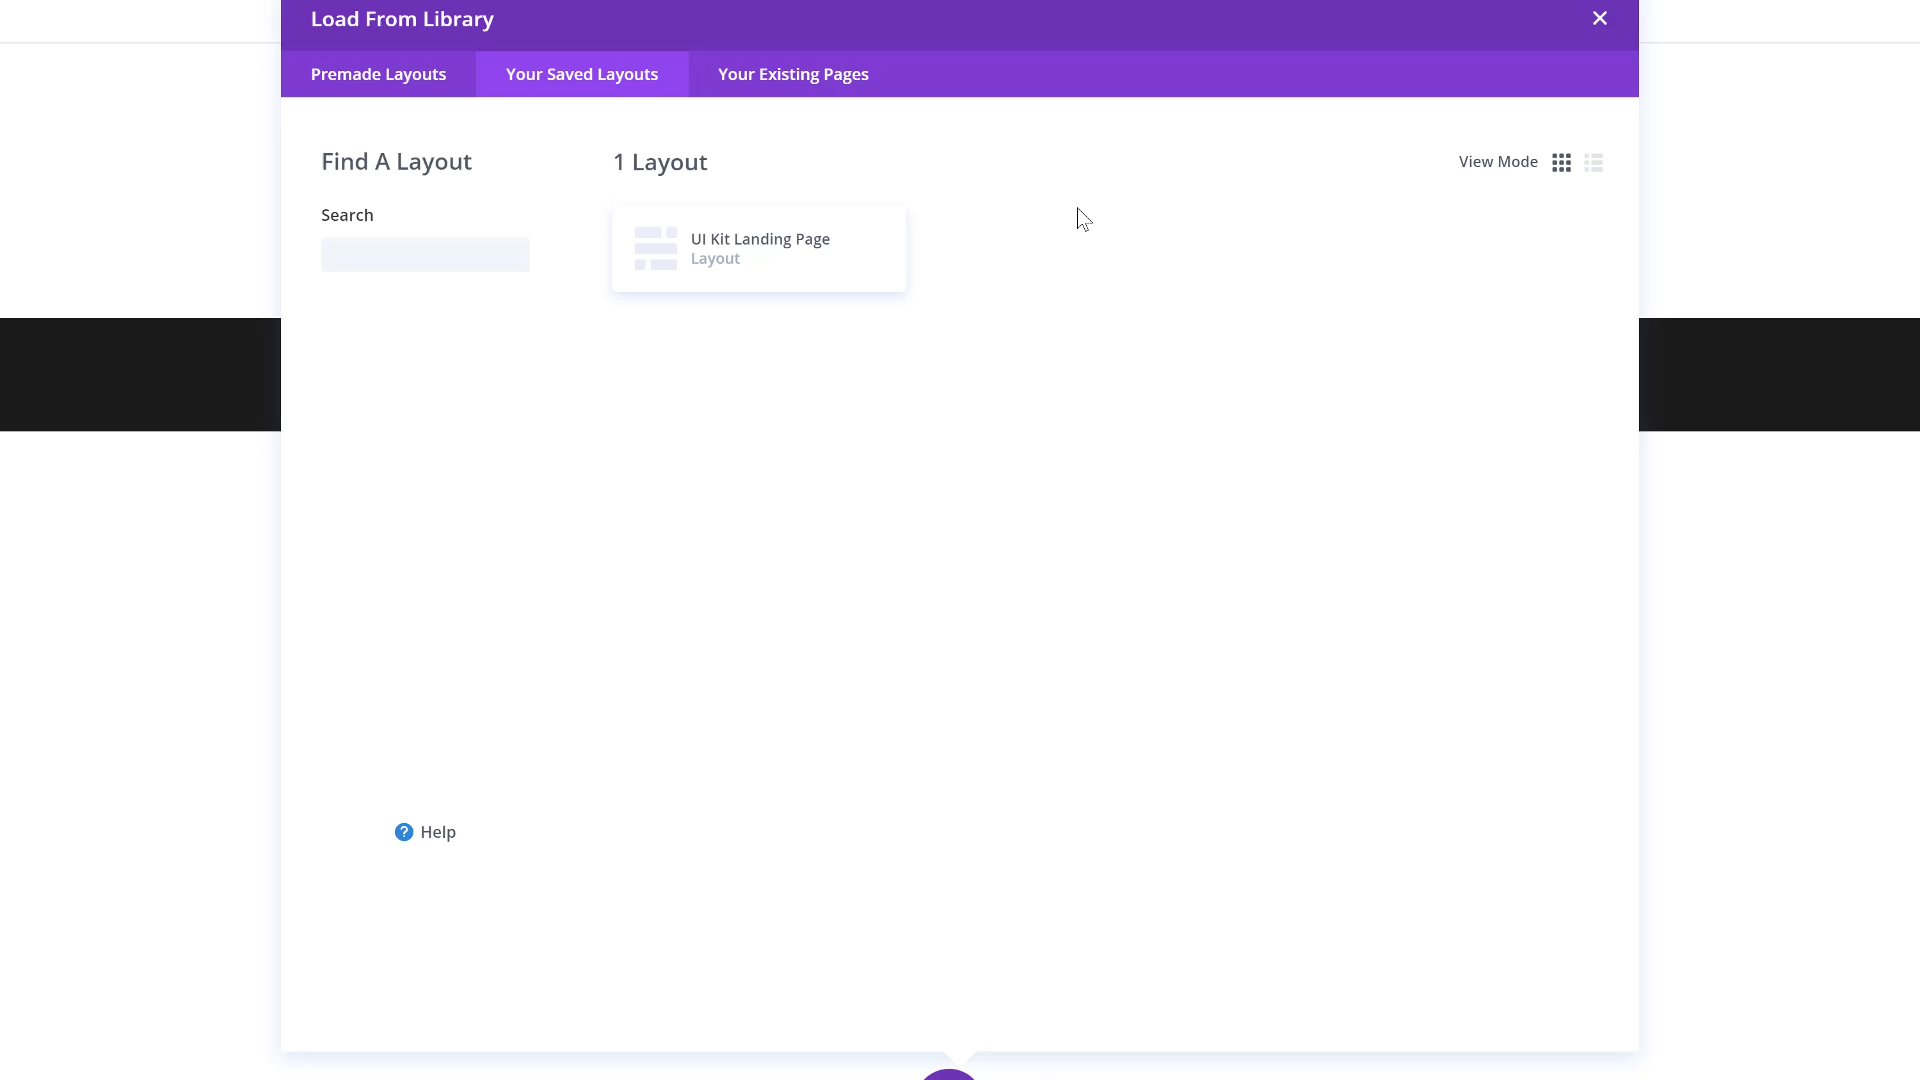 Load From Library
Premade Layouts
Your Saved Layouts
Your Existing Pages
Find A Layout
1 Layout
View Mode
Search
UI Kit Landing Page
Layout
? Help